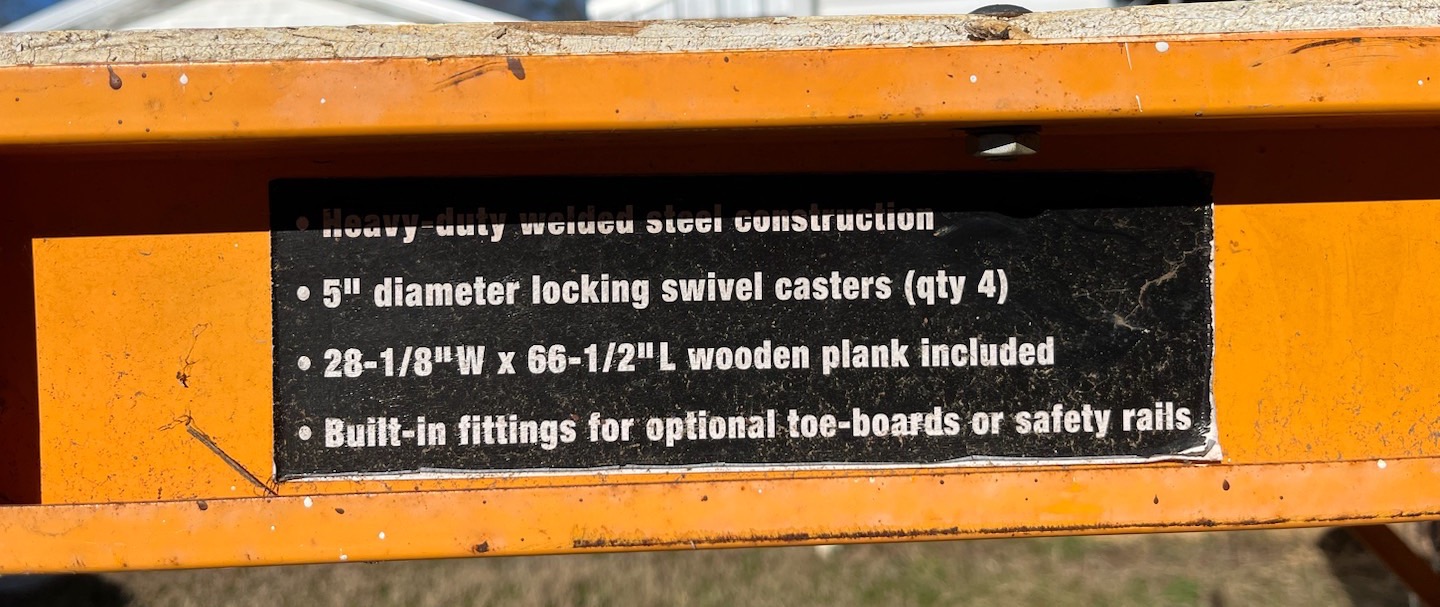 • Heavy-duty welded steel construction
• 5" diameter locking swivel casters (qty 4)
• 28-1/8"W x 66-1/2"L wooden plank included
• Built-in fittings for optional toe-boards or safety rails